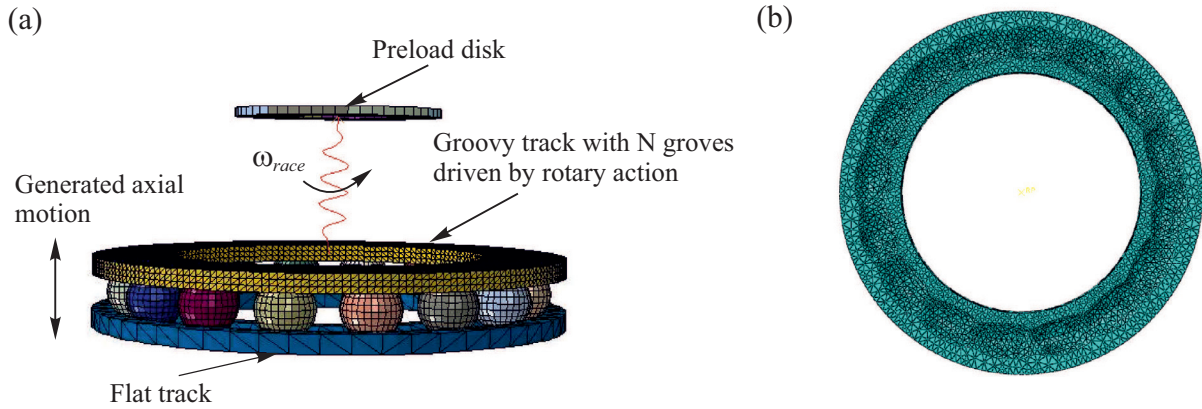 (a)
(b)
Preload disk
ω_race
Groovy track with N groves
driven by rotary action
Generated axial
motion
Flat track